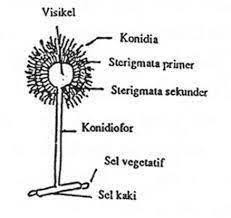 Visikel
Konidia
Sterigmata primer
Sterigmata sekunder
Konidiofor
Sel vegetatif
Sel kaki